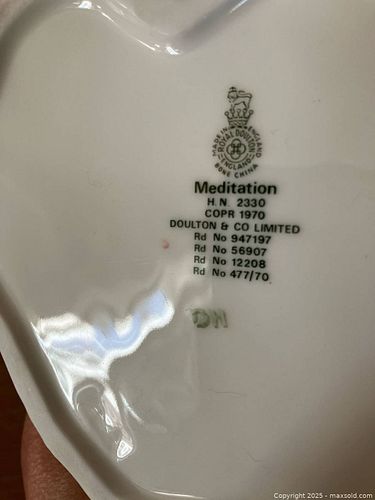 MADE IN ENGLAND
ROYAL DOULTON
ENGLAND
BONE CHINA
Meditation
H.N. 2330
COPR 1970
DOULTON & CO LIMITED
Rd No 947197
Rd No 56907
Rd No 12208
Rd No 477/70
Copyright 2025 - maxsold.com